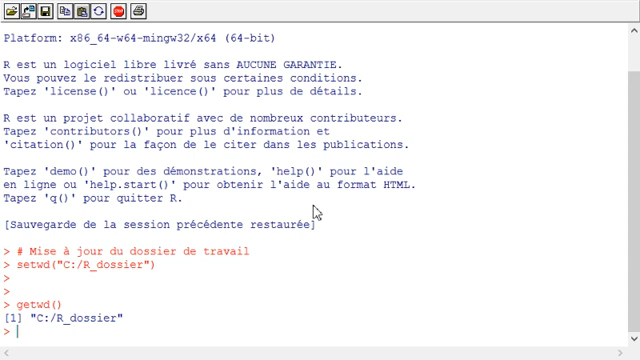 Platform: x86_64-w64-mingw32/x64 (64-bit)
R est un logiciel libre livré sans AUCUNE GARANTIE.
Vous pouvez le redistribuer sous certaines conditions.
Tapez 'license()' ou 'licence()' pour plus de détails.
R est un projet collaboratif avec de nombreux contributeurs.
Tapez 'contributors()' pour plus d'information et
'citation()' pour la façon de le citer dans les publications.
Tapez 'demo()' pour des démonstrations, 'help()' pour l'aide
en ligne ou 'help.start()' pour obtenir l'aide au format HTML.
Tapez 'q()' pour quitter R.
[Sauvegarde de la session précédente restaurée]
> # Mise à jour du dossier de travail
> setwd("C:/R_dossier")
>
>
> getwd()
[1] "C:/R_dossier"
>